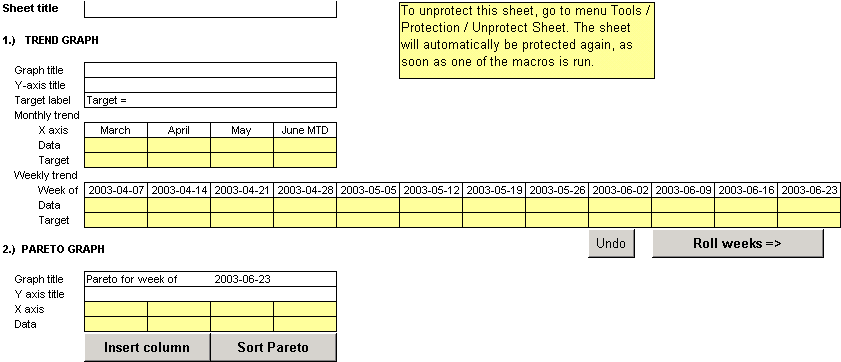 Sheet title
To unprotect this sheet, go to menu Tools /
Protection / Unprotect Sheet. The sheet
will automatically be protected again, as
soon as one of the macros is run.
1.) TREND GRAPH
Graph title
Y-axis title
Target label Target =
Monthly trend
X axis March April May June MTD
Data
Target
Weekly trend
Week of 2003-04-07 2003-04-14 2003-04-21 2003-04-28 2003-05-05 2003-05-12 2003-05-19 2003-05-26 2003-06-02 2003-06-09 2003-06-16 2003-06-23
Data
Target
Undo Roll weeks =>
2.) PARETO GRAPH
Graph title Pareto for week of 2003-06-23
Y axis title
X axis
Data
Insert column Sort Pareto